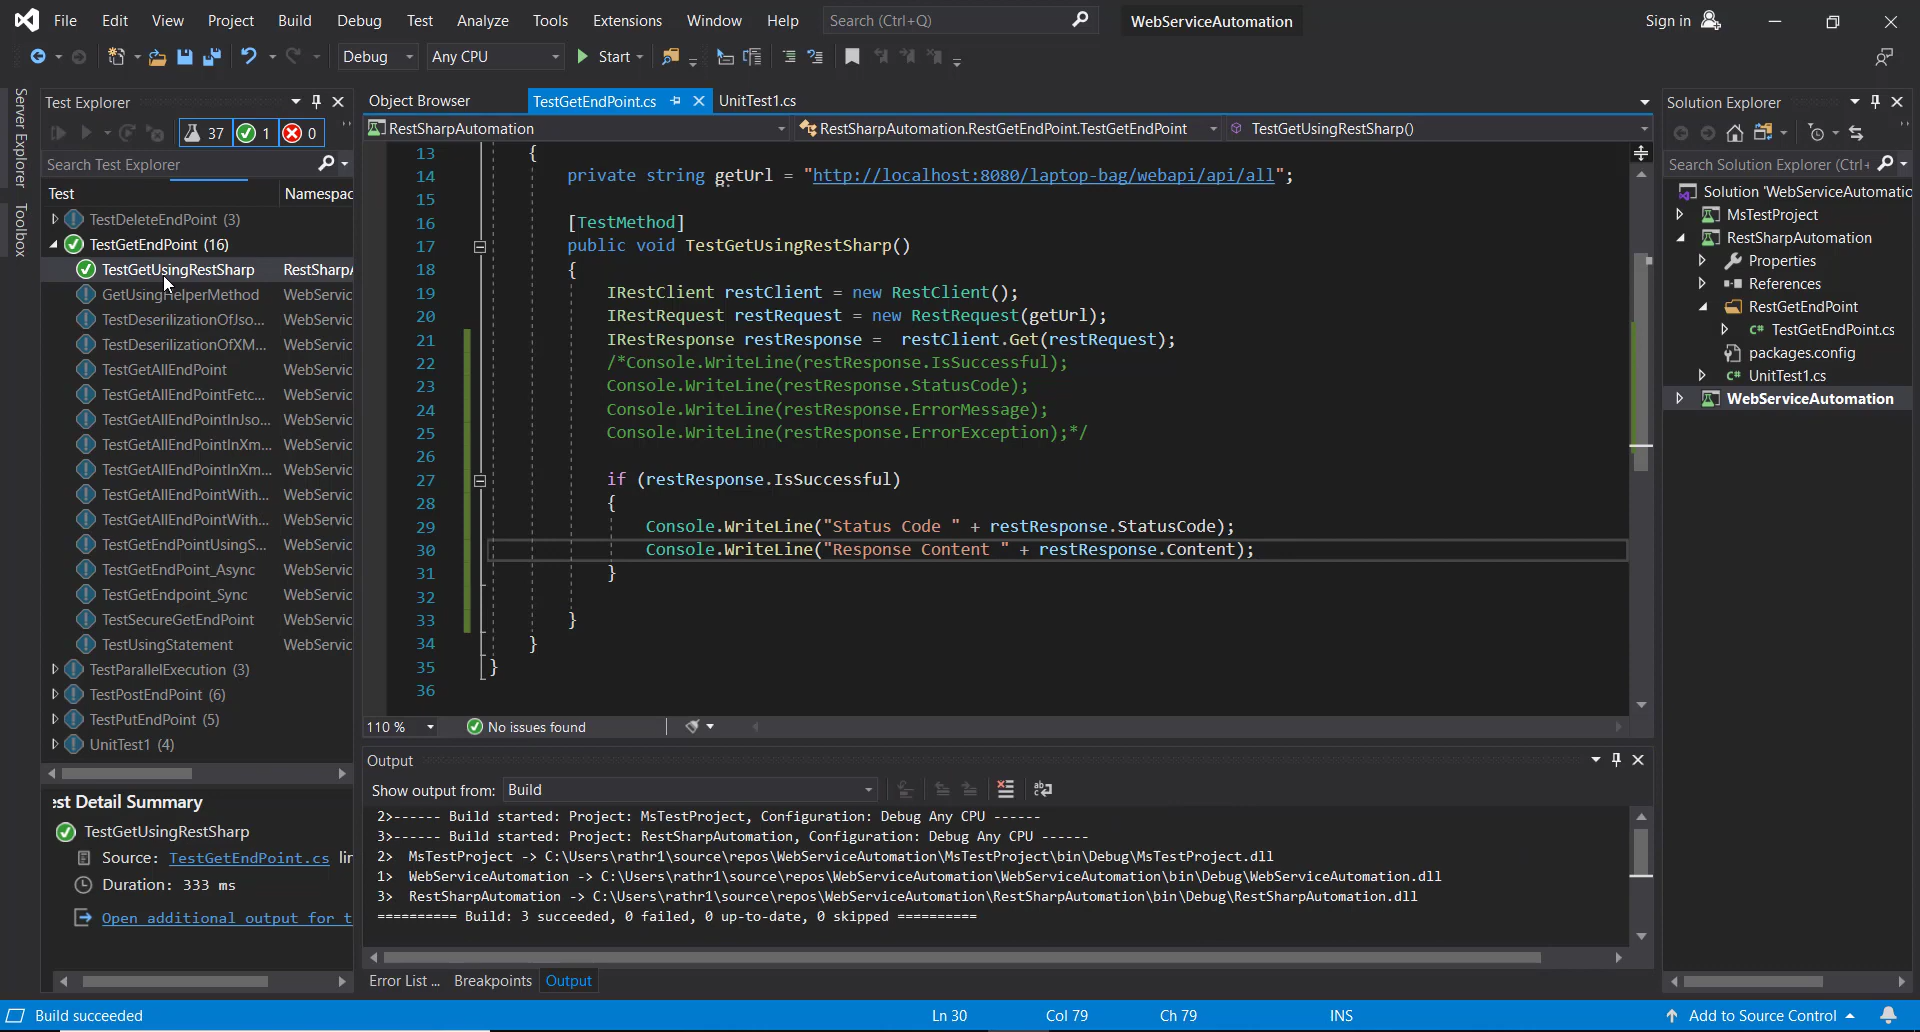 File Edit View Project Build Debug Test Analyze Tools Extensions Window Help Search (Ctrl+Q) WebServiceAutomation Sign in
Debug Any CPU Start
Server Explorer
Toolbox
Test Explorer
37 1 0
Search Test Explorer
Test Namespac
TestDeleteEndPoint (3)
TestGetEndPoint (16)
TestGetUsingRestSharp RestSharpA
GetUsingHelperMethod WebServic
TestDeserilizationOfJso... WebServic
TestDeserilizationOfXM... WebServic
TestGetAllEndPoint WebServic
TestGetAllEndPointFetc... WebServic
TestGetAllEndPointInJso... WebServic
TestGetAllEndPointInXm... WebServic
TestGetAllEndPointInXm... WebServic
TestGetAllEndPointWith... WebServic
TestGetAllEndPointWith... WebServic
TestGetEndPointUsingS... WebServic
TestGetEndPoint_Async WebServic
TestGetEndpoint_Sync WebServic
TestSecureGetEndPoint WebServic
TestUsingStatement WebServic
TestParallelExecution (3)
TestPostEndPoint (6)
TestPutEndPoint (5)
UnitTest1 (4)
est Detail Summary
TestGetUsingRestSharp
Source: TestGetEndPoint.cs lin
Duration: 333 ms
Open additional output for t
Object Browser TestGetEndPoint.cs UnitTest1.cs
RestSharpAutomation RestSharpAutomation.RestGetEndPoint.TestGetEndPoint TestGetUsingRestSharp()
13 {
14 private string getUrl = "http://localhost:8080/laptop-bag/webapi/api/all";
15
16 [TestMethod]
17 public void TestGetUsingRestSharp()
18 {
19 IRestClient restClient = new RestClient();
20 IRestRequest restRequest = new RestRequest(getUrl);
21 IRestResponse restResponse = restClient.Get(restRequest);
22 /*Console.WriteLine(restResponse.IsSuccessful);
23 Console.WriteLine(restResponse.StatusCode);
24 Console.WriteLine(restResponse.ErrorMessage);
25 Console.WriteLine(restResponse.ErrorException);*/
26
27 if (restResponse.IsSuccessful)
28 {
29 Console.WriteLine("Status Code " + restResponse.StatusCode);
30 Console.WriteLine("Response Content " + restResponse.Content);
31 }
32
33 }
34 }
35 }
36
110 % No issues found
Output
Show output from: Build
2>------ Build started: Project: MsTestProject, Configuration: Debug Any CPU ------
3>------ Build started: Project: RestSharpAutomation, Configuration: Debug Any CPU ------
2> MsTestProject -> C:\Users\rathr1\source\repos\WebServiceAutomation\MsTestProject\bin\Debug\MsTestProject.dll
1> WebServiceAutomation -> C:\Users\rathr1\source\repos\WebServiceAutomation\WebServiceAutomation\bin\Debug\WebServiceAutomation.dll
3> RestSharpAutomation -> C:\Users\rathr1\source\repos\WebServiceAutomation\RestSharpAutomation\bin\Debug\RestSharpAutomation.dll
========== Build: 3 succeeded, 0 failed, 0 up-to-date, 0 skipped ==========
Error List ... Breakpoints Output
Solution Explorer
Search Solution Explorer (Ctrl+
Solution 'WebServiceAutomatio
MsTestProject
RestSharpAutomation
Properties
References
RestGetEndPoint
C# TestGetEndPoint.cs
packages.config
C# UnitTest1.cs
WebServiceAutomation
Build succeeded Ln 30 Col 79 Ch 79 INS Add to Source Control